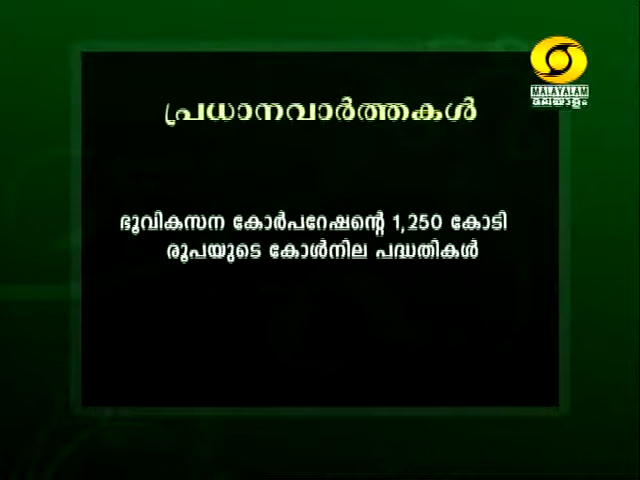 MALAYALAM
മലയാളം
പ്രധാനവാർത്തകൾ
ഭൂവികസന കോർപറേഷന്റെ 1,250 കോടി
രൂപയുടെ കോൾനില പദ്ധതികൾ